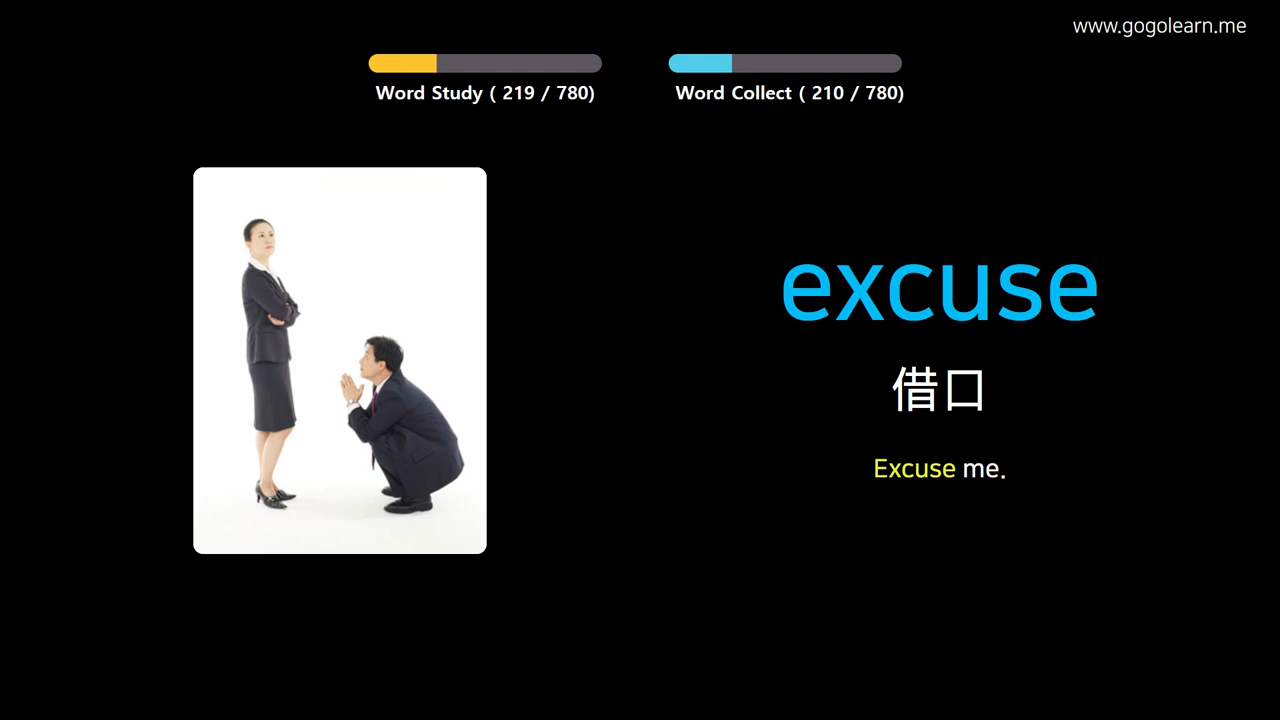 www.gogolearn.me
Word Study ( 219 / 780)
Word Collect ( 210 / 780)
excuse
借口
Excuse me.